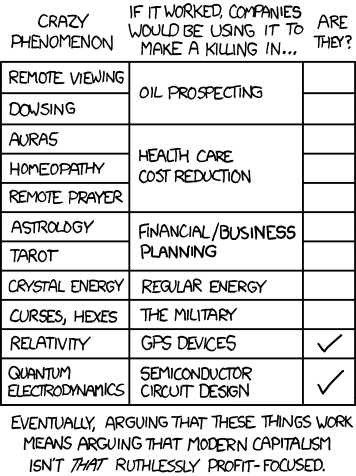 CRAZY PHENOMENON
IF IT WORKED, COMPANIES WOULD BE USING IT TO MAKE A KILLING IN...
ARE THEY?
REMOTE VIEWING
OIL PROSPECTING
DOWSING
AURAS
HEALTH CARE COST REDUCTION
HOMEOPATHY
REMOTE PRAYER
ASTROLOGY
FINANCIAL/BUSINESS PLANNING
TAROT
CRYSTAL ENERGY
REGULAR ENERGY
CURSES, HEXES
THE MILITARY
RELATIVITY
GPS DEVICES
✓
QUANTUM ELECTRODYNAMICS
SEMICONDUCTOR CIRCUIT DESIGN
✓
EVENTUALLY, ARGUING THAT THESE THINGS WORK
MEANS ARGUING THAT MODERN CAPITALISM
ISN'T THAT RUTHLESSLY PROFIT-FOCUSED.